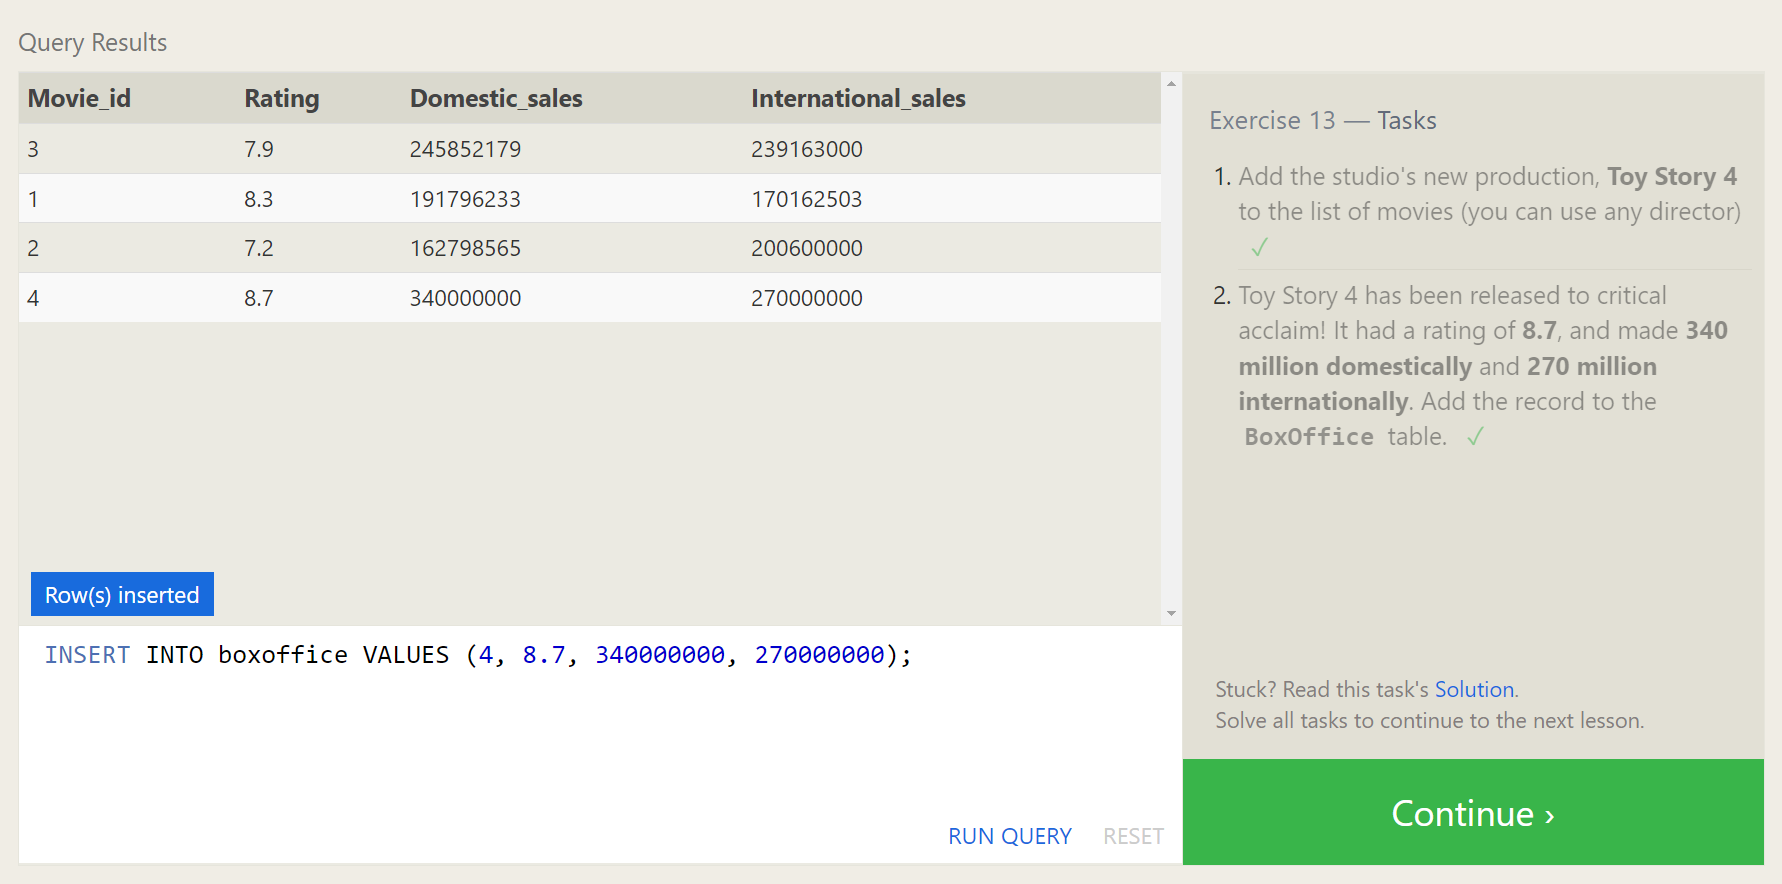 Query Results
Movie_id Rating Domestic_sales International_sales
3 7.9 245852179 239163000
1 8.3 191796233 170162503
2 7.2 162798565 200600000
4 8.7 340000000 270000000
Row(s) inserted
INSERT INTO boxoffice VALUES (4, 8.7, 340000000, 270000000);
RUN QUERY RESET
Exercise 13 — Tasks
1. Add the studio's new production, Toy Story 4
to the list of movies (you can use any director)
✓
2. Toy Story 4 has been released to critical
acclaim! It had a rating of 8.7, and made 340
million domestically and 270 million
internationally. Add the record to the
BoxOffice table. ✓
Stuck? Read this task's Solution.
Solve all tasks to continue to the next lesson.
Continue ›